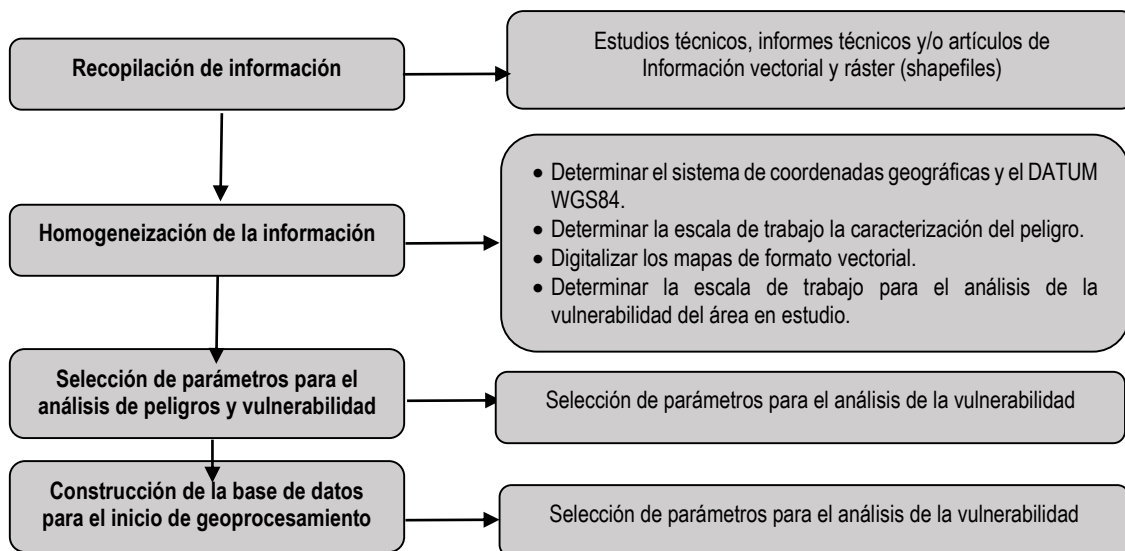 Recopilación de información
Estudios técnicos, informes técnicos y/o artículos de
Información vectorial y ráster (shapefiles)
Homogeneización de la información
• Determinar el sistema de coordenadas geográficas y el DATUM
WGS84.
• Determinar la escala de trabajo la caracterización del peligro.
• Digitalizar los mapas de formato vectorial.
• Determinar la escala de trabajo para el análisis de la
vulnerabilidad del área en estudio.
Selección de parámetros para el
análisis de peligros y vulnerabilidad
Selección de parámetros para el análisis de la vulnerabilidad
Construcción de la base de datos
para el inicio de geoprocesamiento
Selección de parámetros para el análisis de la vulnerabilidad